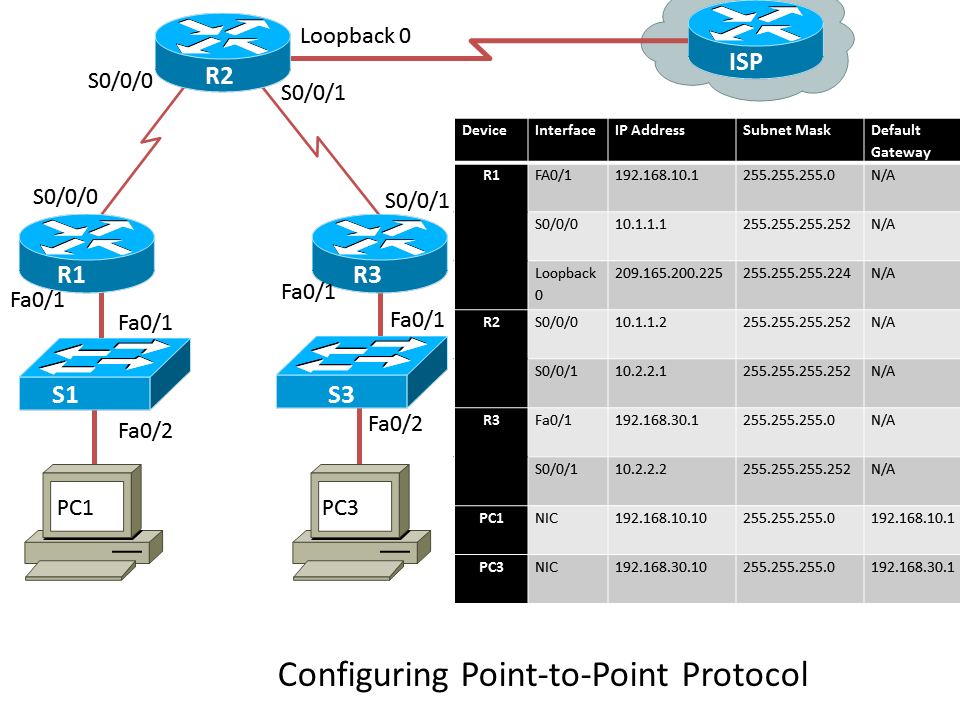 Loopback 0
R2
ISP
S0/0/0
S0/0/1
S0/0/0
S0/0/1
R1
R3
Fa0/1
Fa0/1
Fa0/1
Fa0/1
S1
S3
Fa0/2
Fa0/2
PC1
PC3
Device Interface IP Address Subnet Mask Default
Gateway
R1 FA0/1 192.168.10.1 255.255.255.0 N/A
S0/0/0 10.1.1.1 255.255.255.252 N/A
Loopback 209.165.200.225 255.255.255.224 N/A
0
R2 S0/0/0 10.1.1.2 255.255.255.252 N/A
S0/0/1 10.2.2.1 255.255.255.252 N/A
R3 Fa0/1 192.168.30.1 255.255.255.0 N/A
S0/0/1 10.2.2.2 255.255.255.252 N/A
PC1 NIC 192.168.10.10 255.255.255.0 192.168.10.1
PC3 NIC 192.168.30.10 255.255.255.0 192.168.30.1
Configuring Point-to-Point Protocol